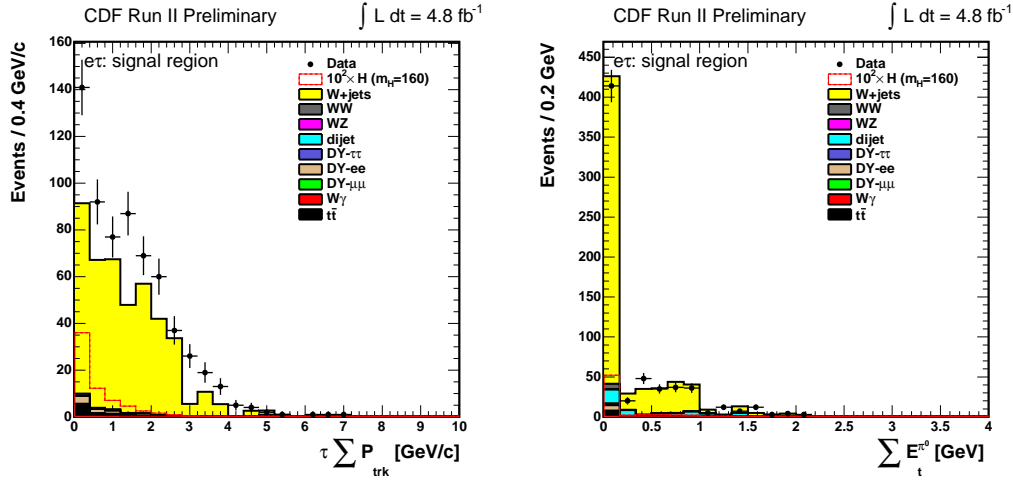 CDF Run II Preliminary ∫ L dt = 4.8 fb⁻¹
eτ: signal region
Data
10²× H (m_H=160)
W+jets
WW
WZ
dijet
DY-ττ
DY-ee
DY-μμ
Wγ
tt̄
Events / 0.4 GeV/c
160
140
120
100
80
60
40
20
0
0 1 2 3 4 5 6 7 8 9 10
τ ∑ P_trk [GeV/c]
CDF Run II Preliminary ∫ L dt = 4.8 fb⁻¹
eτ: signal region
Data
10²× H (m_H=160)
W+jets
WW
WZ
dijet
DY-ττ
DY-ee
DY-μμ
Wγ
tt̄
Events / 0.2 GeV
450
400
350
300
250
200
150
100
50
0
0 0.5 1 1.5 2 2.5 3 3.5 4
∑ E_t^π⁰ [GeV]